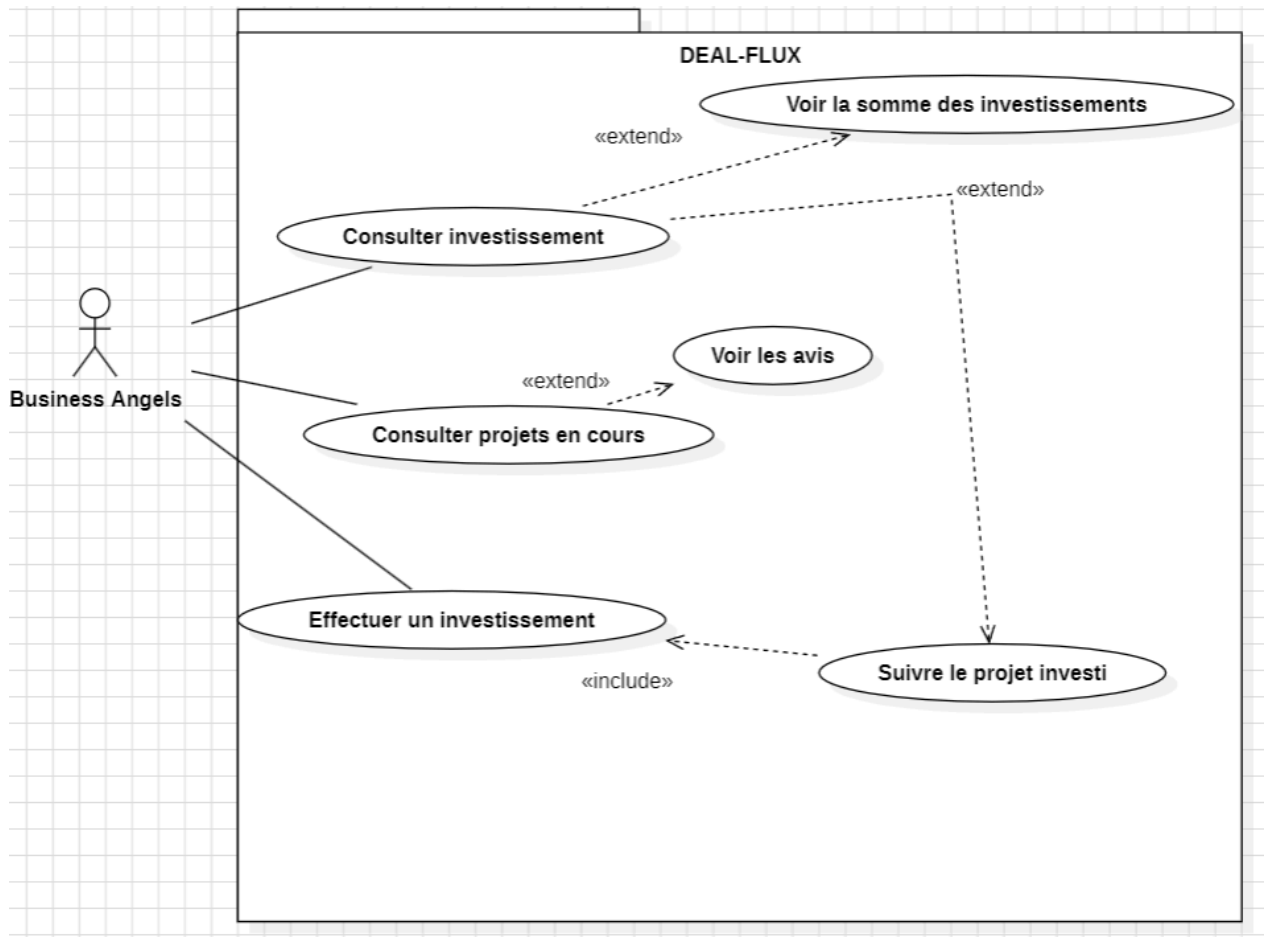 DEAL-FLUX
Voir la somme des investissements
«extend»
«extend»
Consulter investissement
Voir les avis
«extend»
Business Angels
Consulter projets en cours
Effectuer un investissement
Suivre le projet investi
«include»